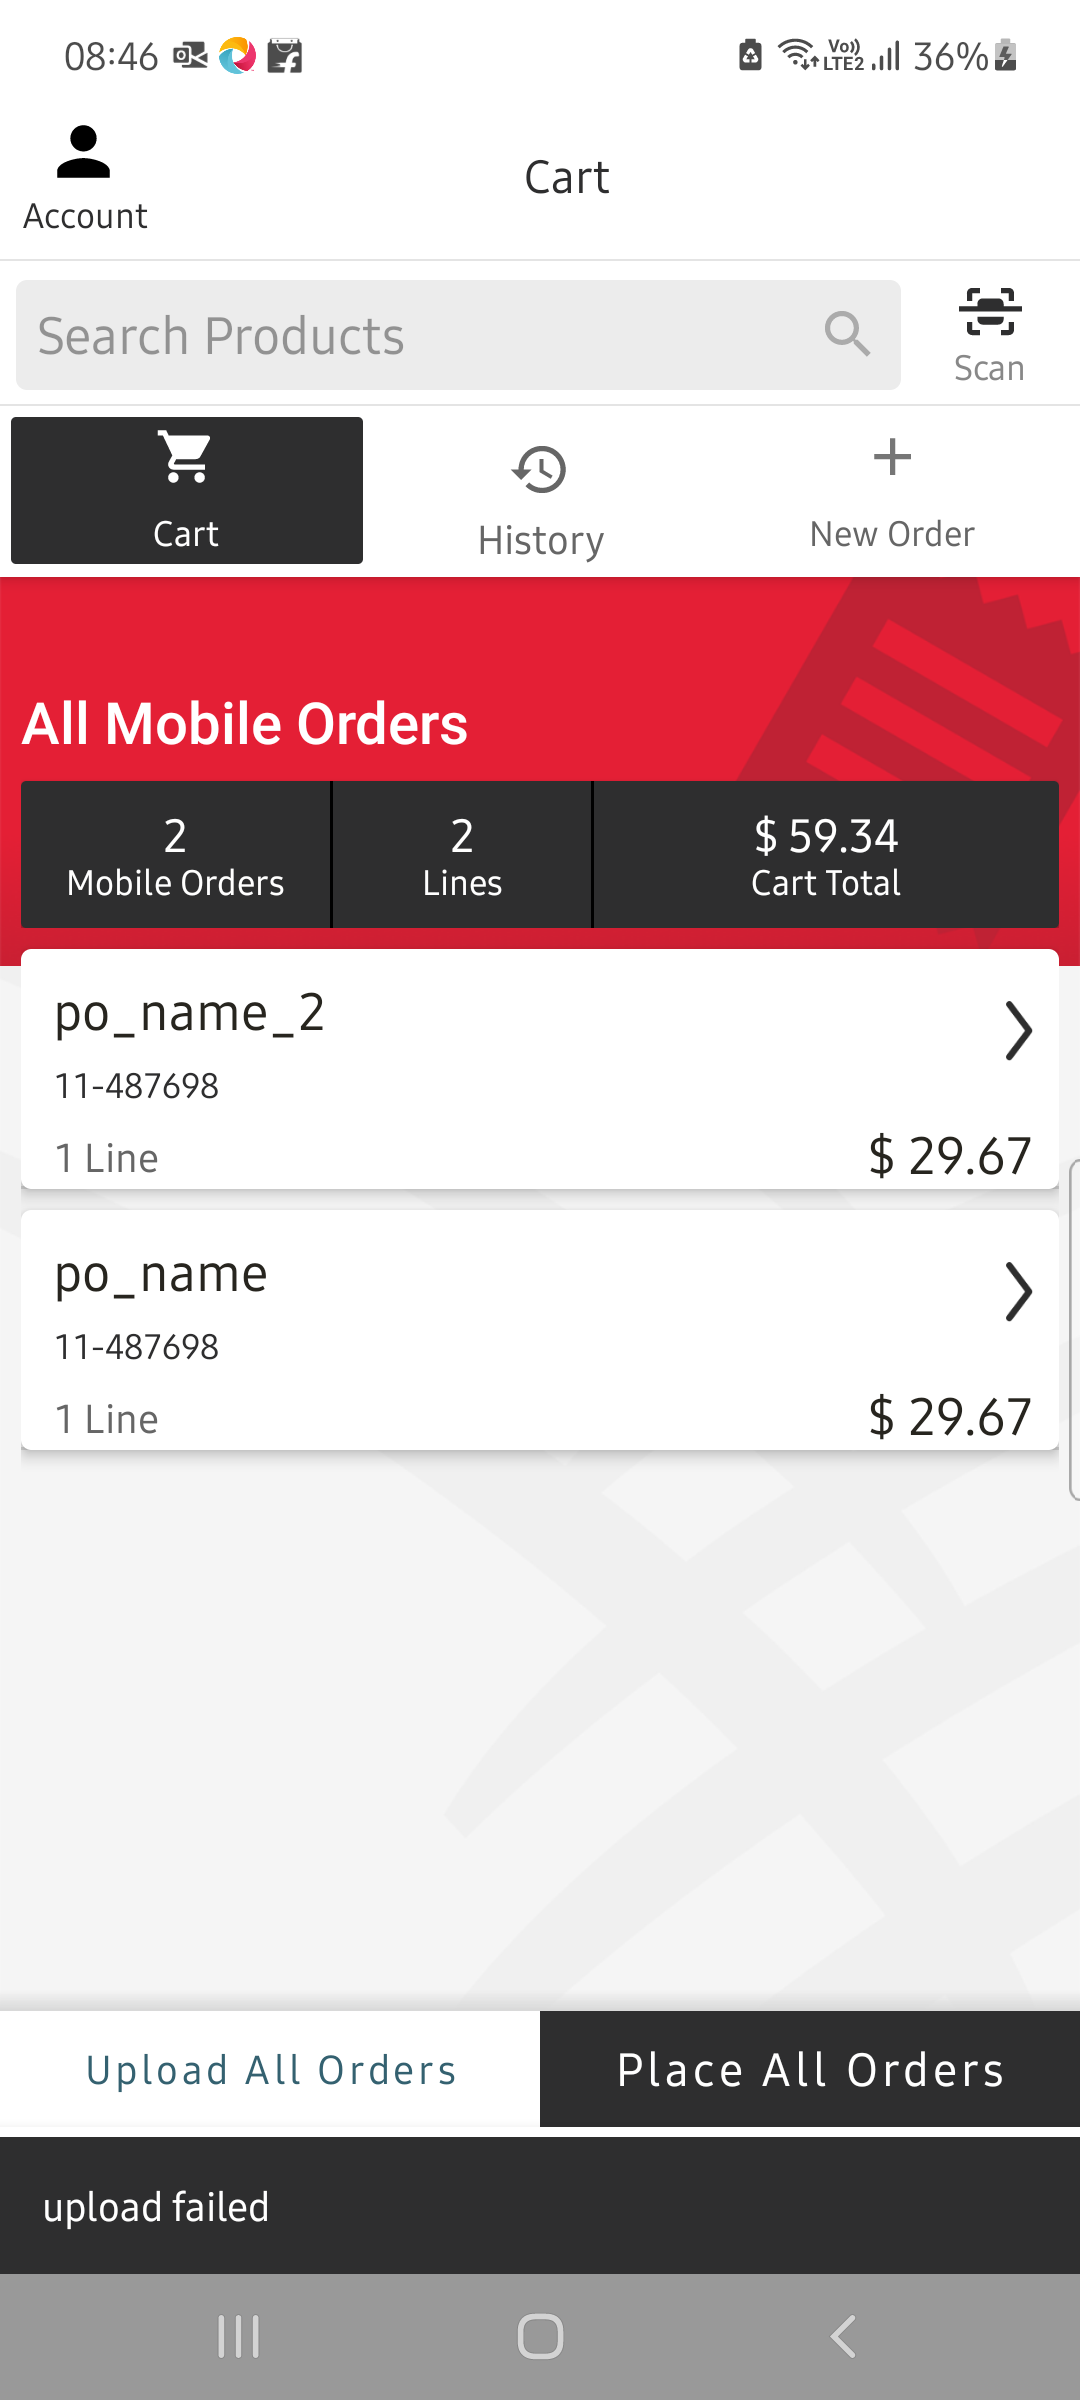 08:46
Vo)) LTE2 36%
Account
Cart
Search Products
Scan
Cart
History
New Order
All Mobile Orders
2
Mobile Orders
2
Lines
$ 59.34
Cart Total
po_name_2
11-487698
1 Line
$ 29.67
po_name
11-487698
1 Line
$ 29.67
Upload All Orders
Place All Orders
upload failed